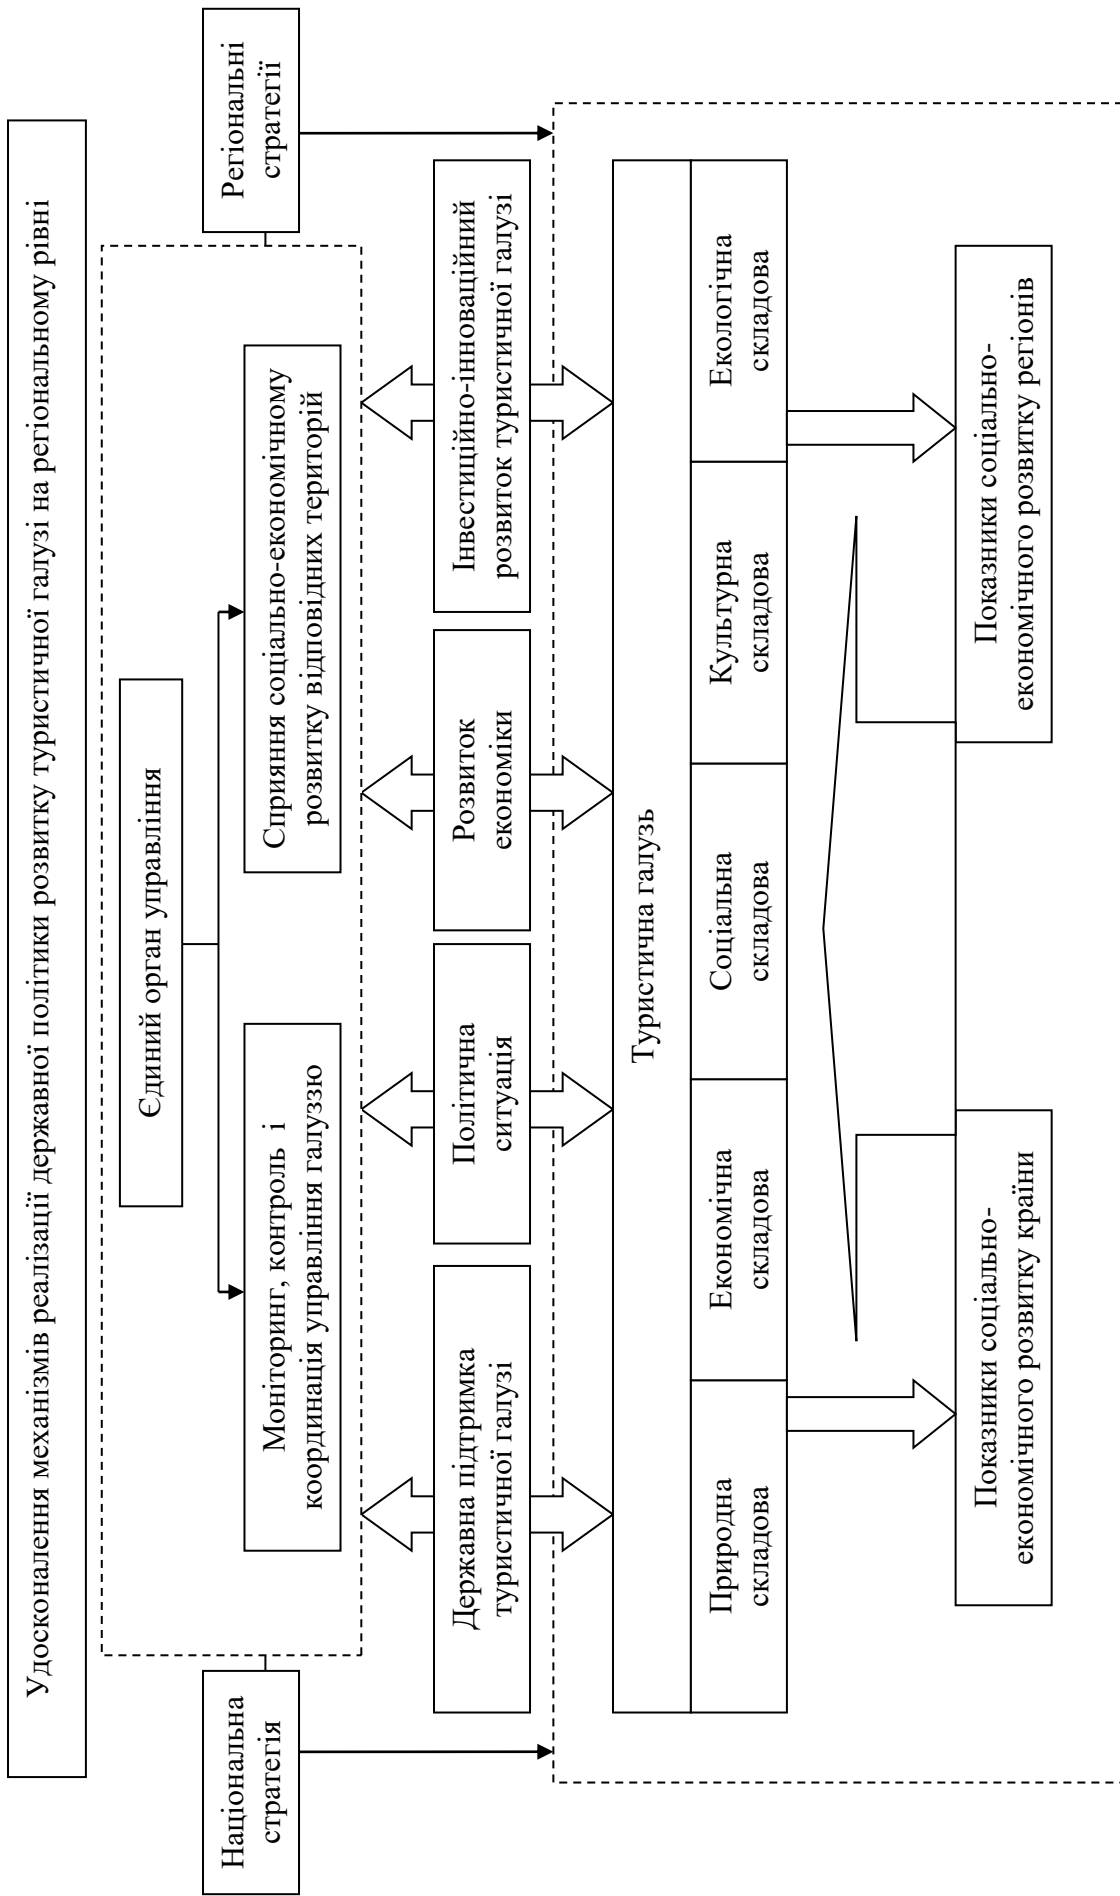 Удосконалення механізмів реалізації державної політики розвитку туристичної галузі на регіональному рівні
Єдиний орган управління
Національна
стратегія
Моніторинг, контроль і
координація управління галуззю
Сприяння соціально-економічному
розвитку відповідних територій
Регіональні
стратегії
Державна підтримка
туристичної галузі
Політична
ситуація
Розвиток
економіки
Інвестиційно-інноваційний
розвиток туристичної галузі
Туристична галузь
Природна
складова
Економічна
складова
Соціальна
складова
Культурна
складова
Екологічна
складова
Показники соціально-
економічного розвитку країни
Показники соціально-
економічного розвитку регіонів